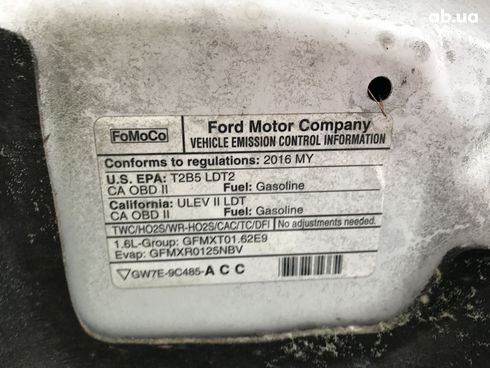 ab.ua
FoMoCo
Ford Motor Company
VEHICLE EMISSION CONTROL INFORMATION
Conforms to regulations: 2016 MY
U.S. EPA: T2B5 LDT2
CA OBD II Fuel: Gasoline
California: ULEV II LDT
CA OBD II Fuel: Gasoline
TWC/HO2S/WR-HO2S/CAC/TC/DFI No adjustments needed.
1.6L-Group: GFMXT01.62E9
Evap: GFMXR0125NBV
GW7E-9C485-ACC